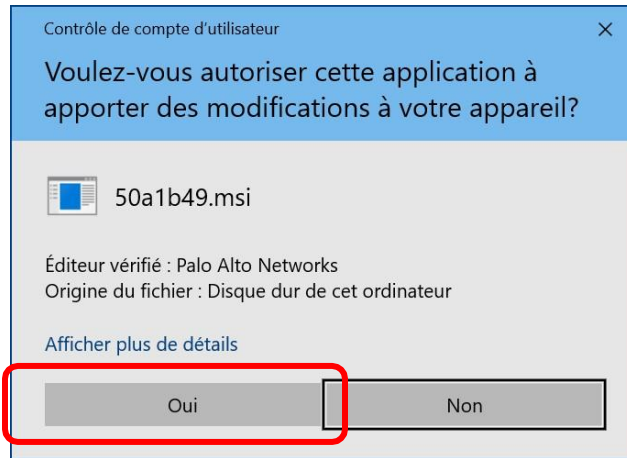 Contrôle de compte d'utilisateur
Voulez-vous autoriser cette application à
apporter des modifications à votre appareil?
50a1b49.msi
Éditeur vérifié : Palo Alto Networks
Origine du fichier : Disque dur de cet ordinateur
Afficher plus de détails
Oui Non